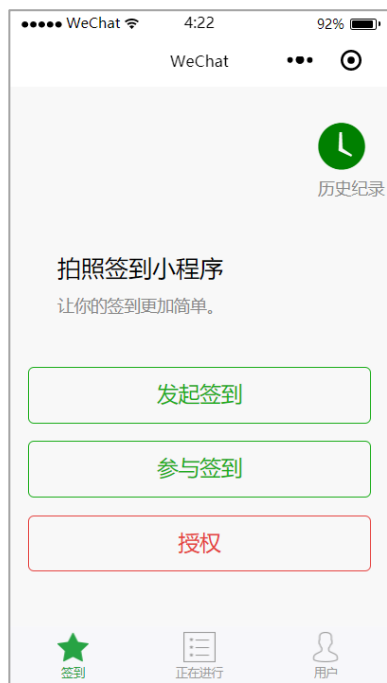 WeChat 4:22 92%
WeChat
历史纪录
拍照签到小程序
让你的签到更加简单。
发起签到
参与签到
授权
签到 正在进行 用户